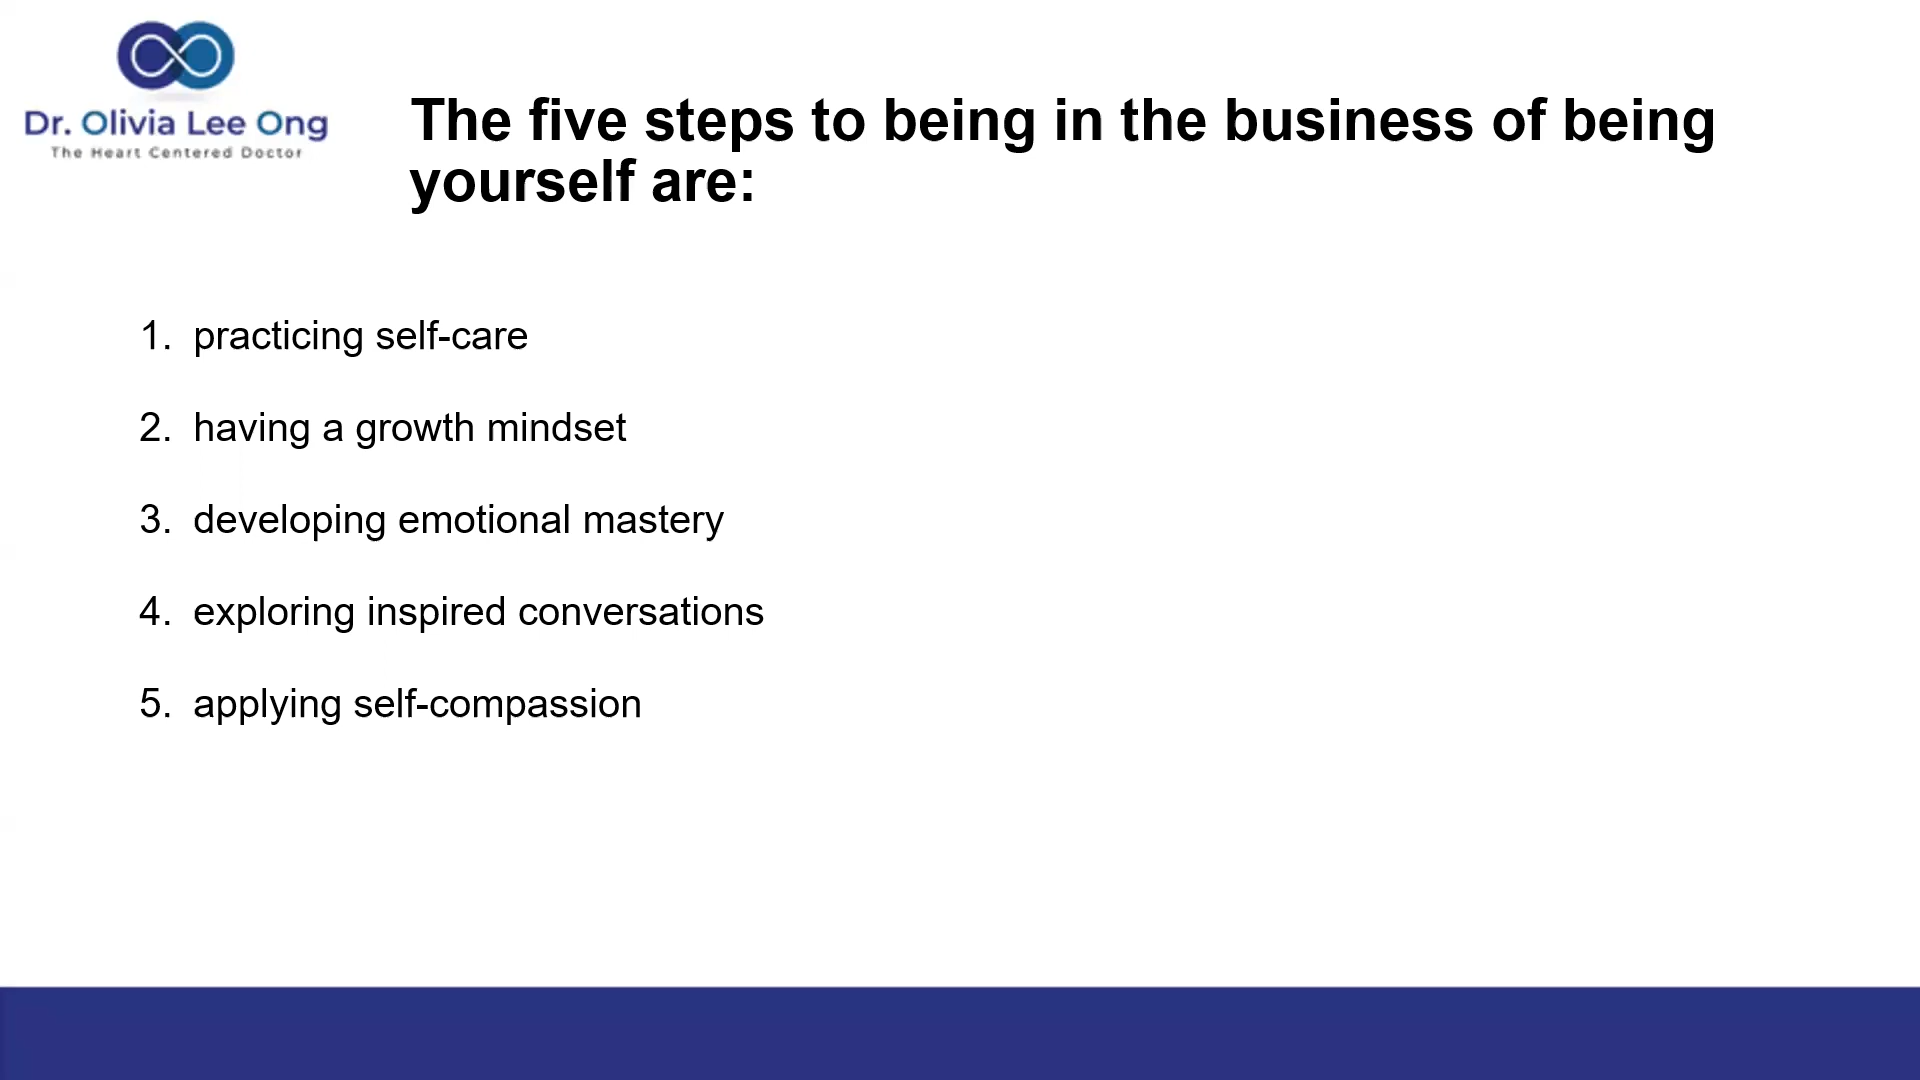 Dr. Olivia Lee Ong
The Heart Centered Doctor
The five steps to being in the business of being
yourself are:
1. practicing self-care
2. having a growth mindset
3. developing emotional mastery
4. exploring inspired conversations
5. applying self-compassion